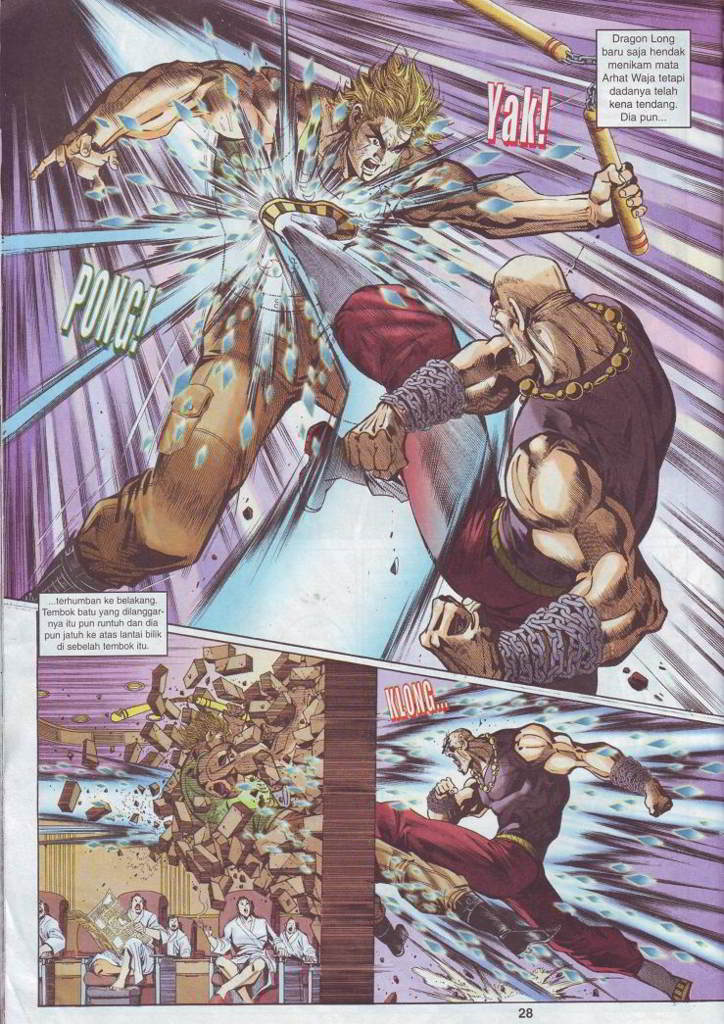 Dragon Long
baru saja hendak
menikam mata
Arhat Waja tetapi
dadanya telah
kena tendang.
Dia pun...
Yak!
PONG!
...terhumban ke belakang.
Tembok batu yang dilanggar-
nya itu pun runtuh dan dia
pun jatuh ke atas lantai bilik
di sebelah tembok itu.
KLONG...
28